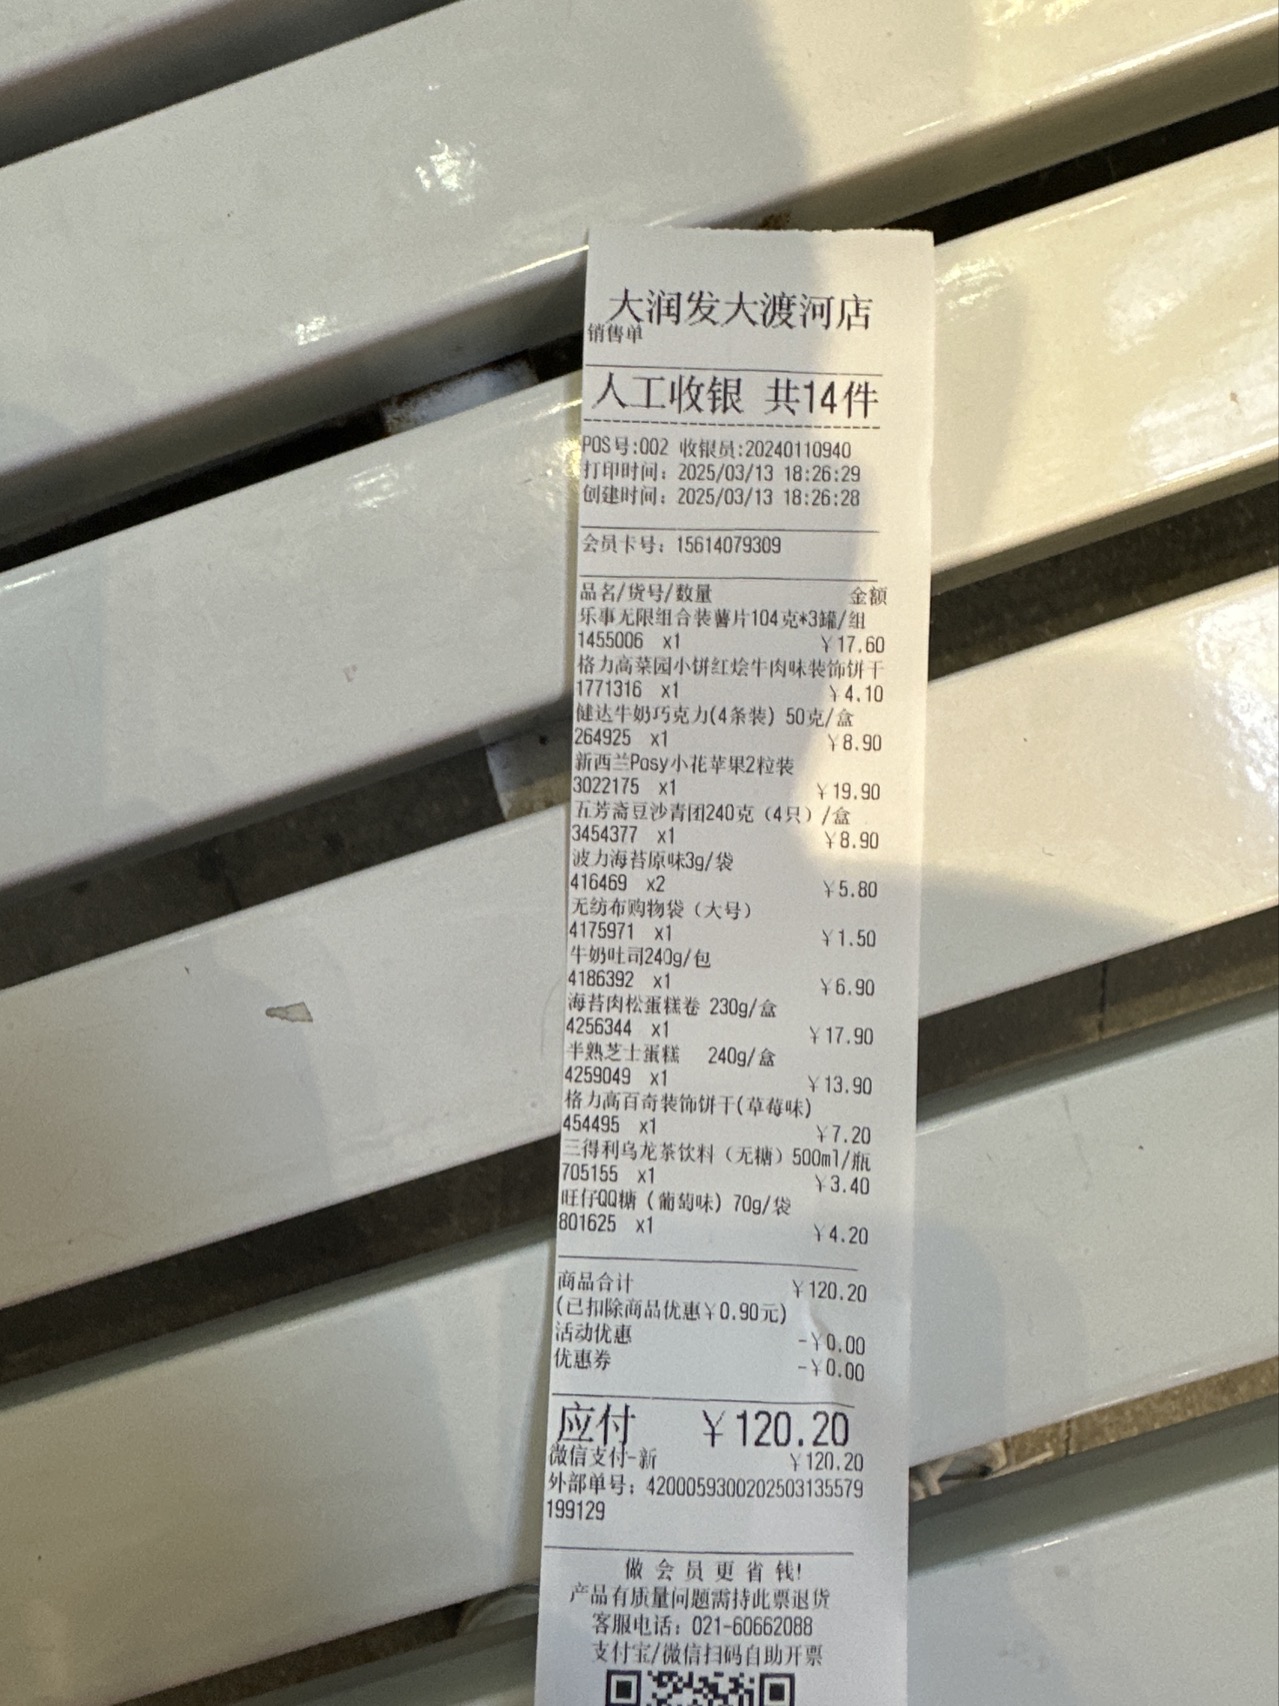 大润发大渡河店
销售单
人工收银 共14件
POS号:002 收银员:20240110940
打印时间: 2025/03/13 18:26:29
创建时间: 2025/03/13 18:26:28
会员卡号: 15614079309
品名/货号/数量 金额
乐事无限组合装薯片104克*3罐/组
1455006 x1 ¥17.60
格力高菜园小饼红烩牛肉味装饰饼干
1771316 x1 ¥4.10
健达牛奶巧克力(4条装) 50克/盒
264925 x1 ¥8.90
新西兰Posy小花苹果2粒装
3022175 x1 ¥19.90
五芳斋豆沙青团240克（4只）/盒
3454377 x1 ¥8.90
波力海苔原味3g/袋
416469 x2 ¥5.80
无纺布购物袋（大号）
4175971 x1 ¥1.50
牛奶吐司240g/包
4186392 x1 ¥6.90
海苔肉松蛋糕卷 230g/盒
4256344 x1 ¥17.90
半熟芝士蛋糕 240g/盒
4259049 x1 ¥13.90
格力高百奇装饰饼干(草莓味)
454495 x1 ¥7.20
三得利乌龙茶饮料（无糖）500ml/瓶
705155 x1 ¥3.40
旺仔QQ糖（葡萄味）70g/袋
801625 x1 ¥4.20
商品合计 ¥120.20
(已扣除商品优惠¥0.90元)
活动优惠 -¥0.00
优惠券 -¥0.00
应付 ¥120.20
微信支付-新 ¥120.20
外部单号: 4200059300202503135579
199129
做会员更省钱!
产品有质量问题需持此票退货
客服电话: 021-60662088
支付宝/微信扫码自助开票